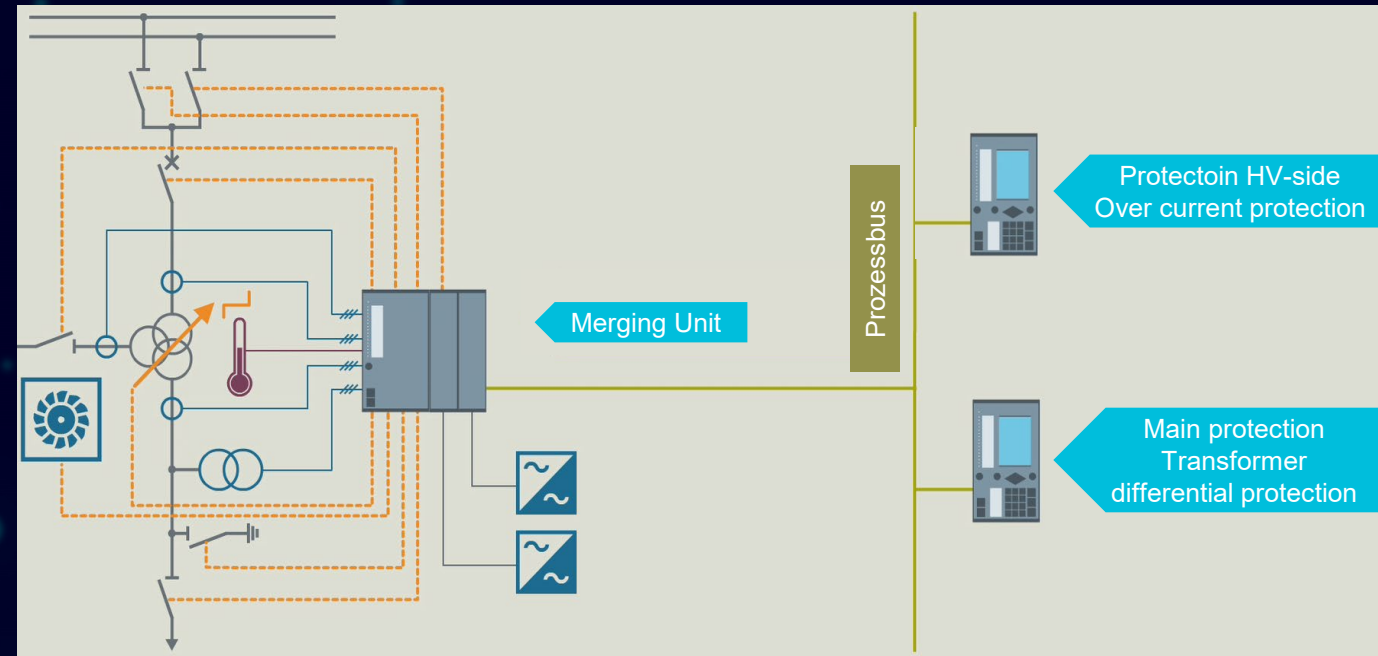 Prozessbus
Protectoin HV-side
Over current protection
Merging Unit
Main protection
Transformer
differential protection